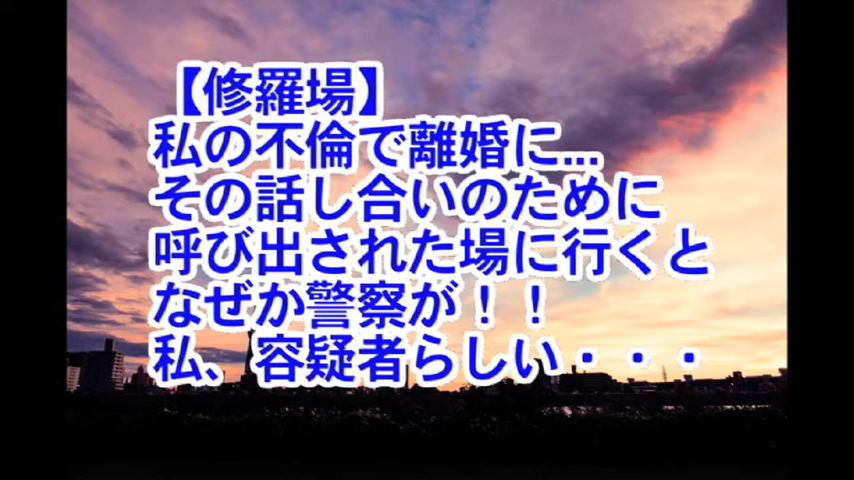 【修羅場】
私の不倫で離婚に...
その話し合いのために
呼び出された場に行くと
なぜか警察が！！
私、容疑者らしい・・・